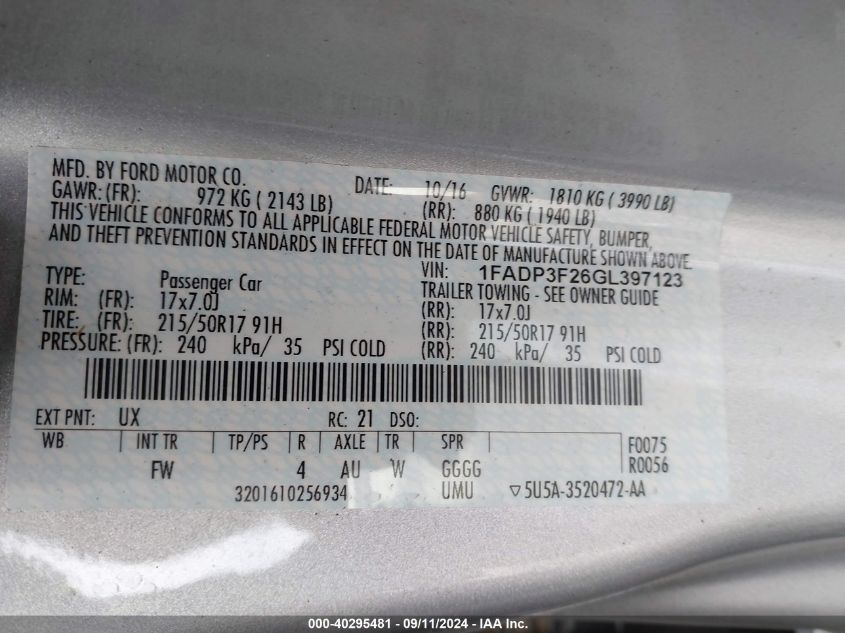 MFD. BY FORD MOTOR CO. DATE: 10/16 GVWR: 1810 KG ( 3990 LB)
GAWR: (FR): 972 KG ( 2143 LB) (RR): 880 KG ( 1940 LB)
THIS VEHICLE CONFORMS TO ALL APPLICABLE FEDERAL MOTOR VEHICLE SAFETY, BUMPER,
AND THEFT PREVENTION STANDARDS IN EFFECT ON THE DATE OF MANUFACTURE SHOWN ABOVE.
VIN: 1FADP3F26GL397123
TYPE: Passenger Car TRAILER TOWING - SEE OWNER GUIDE
RIM: (FR): 17x7.0J (RR): 17x7.0J
TIRE: (FR): 215/50R17 91H (RR): 215/50R17 91H
PRESSURE: (FR): 240 kPa/ 35 PSI COLD (RR): 240 kPa/ 35 PSI COLD
EXT PNT: UX RC: 21 DSO:
WB INT TR TP/PS R AXLE TR SPR F0075
FW 4 AU W GGGG R0056
3201610256934 UMU ▽5U5A-3520472-AA
000-40295481 - 09/11/2024 - IAA Inc.